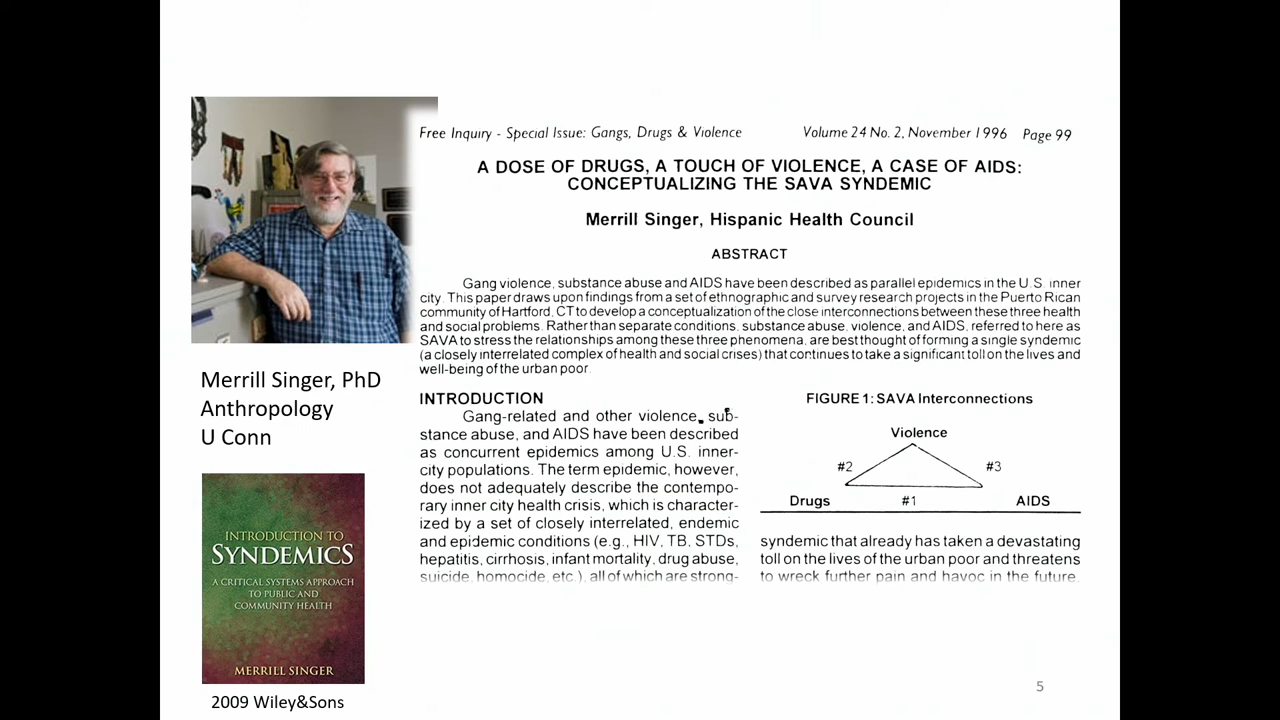 Free Inquiry - Special Issue: Gangs, Drugs & Violence Volume 24 No. 2, November 1996 Page 99
A DOSE OF DRUGS, A TOUCH OF VIOLENCE, A CASE OF AIDS:
CONCEPTUALIZING THE SAVA SYNDEMIC
Merrill Singer, Hispanic Health Council
ABSTRACT
Gang violence, substance abuse and AIDS have been described as parallel epidemics in the U.S. inner
city. This paper draws upon findings from a set of ethnographic and survey research projects in the Puerto Rican
community of Hartford, CT to develop a conceptualization of the close interconnections between these three health
and social problems. Rather than separate conditions, substance abuse, violence, and AIDS, referred to here as
SAVA to stress the relationships among these three phenomena, are best thought of forming a single syndemic
(a closely interrelated complex of health and social crises) that continues to take a significant toll on the lives and
well-being of the urban poor.
INTRODUCTION
Gang-related and other violence, sub-
stance abuse, and AIDS have been described
as concurrent epidemics among U.S. inner-
city populations. The term epidemic, however,
does not adequately describe the contempo-
rary inner city health crisis, which is character-
ized by a set of closely interrelated, endemic
and epidemic conditions (e.g., HIV, TB, STDs,
hepatitis, cirrhosis, infant mortality, drug abuse,
suicide, homocide, etc.), all of which are strong-
FIGURE 1: SAVA Interconnections
Violence
#2 #3
Drugs #1 AIDS
syndemic that already has taken a devastating
toll on the lives of the urban poor and threatens
to wreck further pain and havoc in the future.
Merrill Singer, PhD
Anthropology
U Conn
INTRODUCTION TO
SYNDEMICS
A CRITICAL SYSTEMS APPROACH
TO PUBLIC AND
COMMUNITY HEALTH
MERRILL SINGER
2009 Wiley&Sons
5